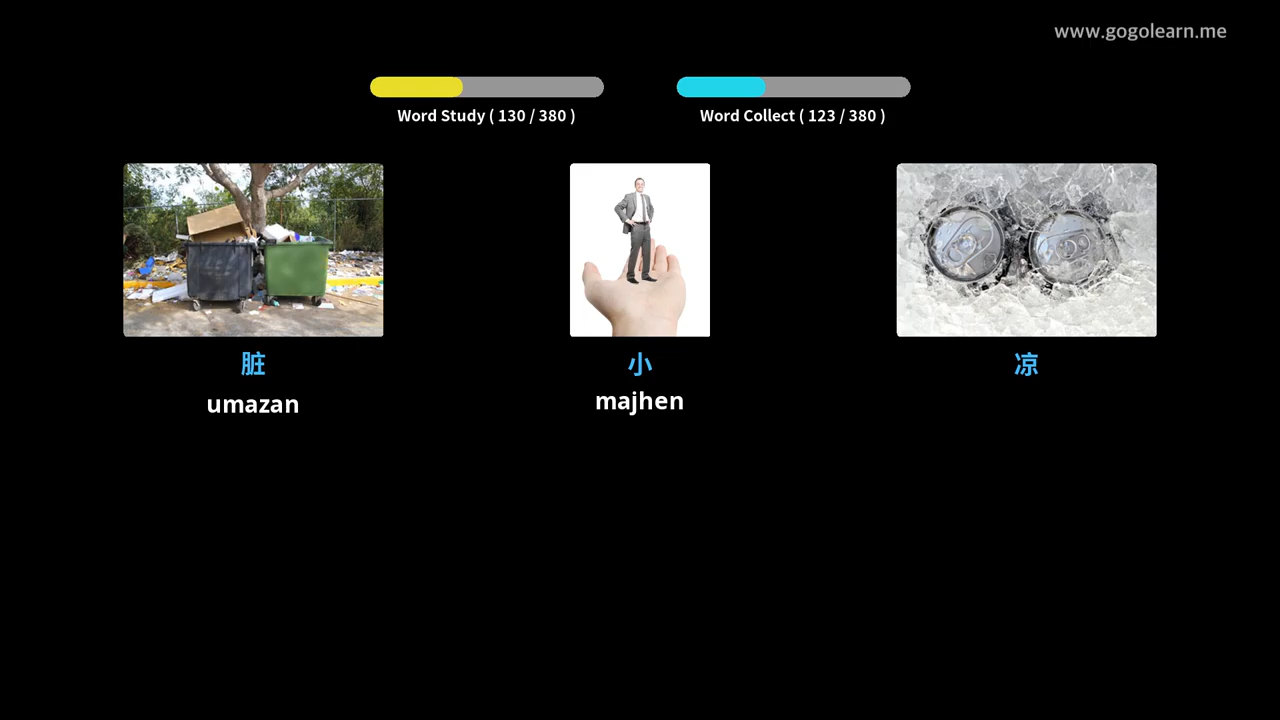 www.gogolearn.me
Word Study ( 130 / 380 )
Word Collect ( 123 / 380 )
脏
小
凉
umazan
majhen